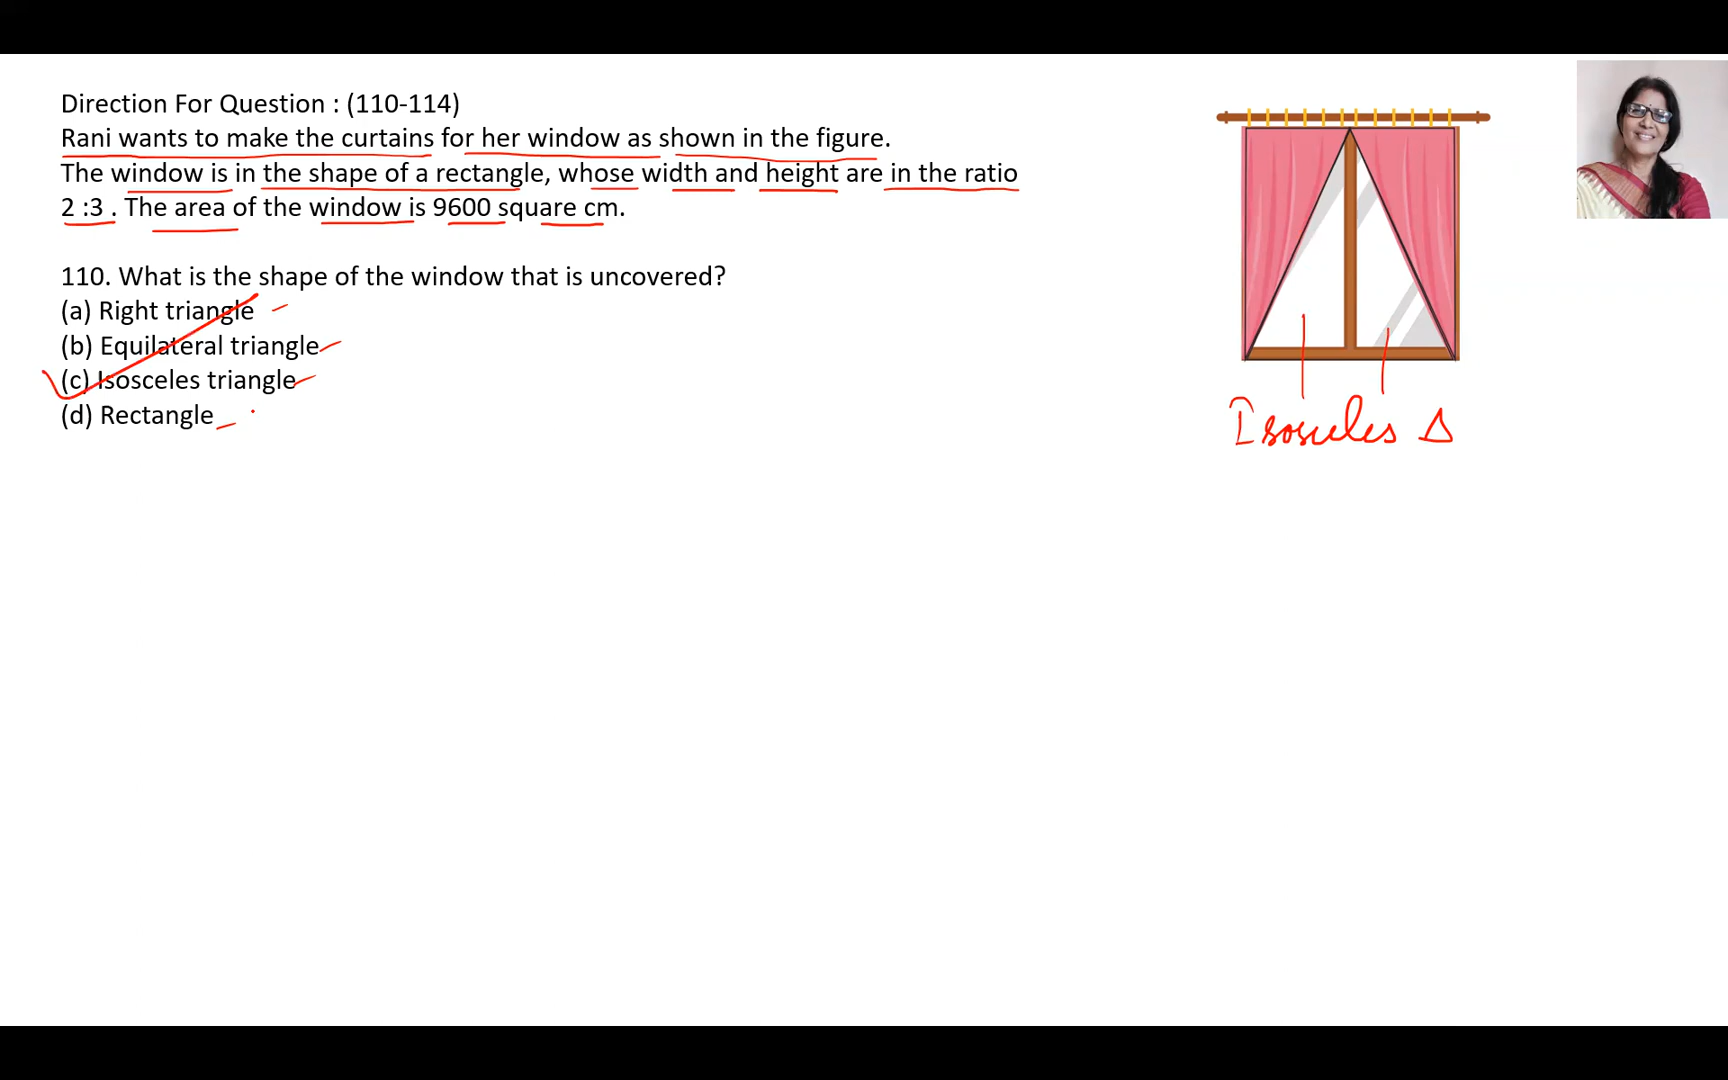 Direction For Question : (110-114)
Rani wants to make the curtains for her window as shown in the figure.
The window is in the shape of a rectangle, whose width and height are in the ratio
2 :3 . The area of the window is 9600 square cm.
110. What is the shape of the window that is uncovered?
(a) Right triangle
(b) Equilateral triangle
(c) Isosceles triangle
(d) Rectangle
Isosceles Δ